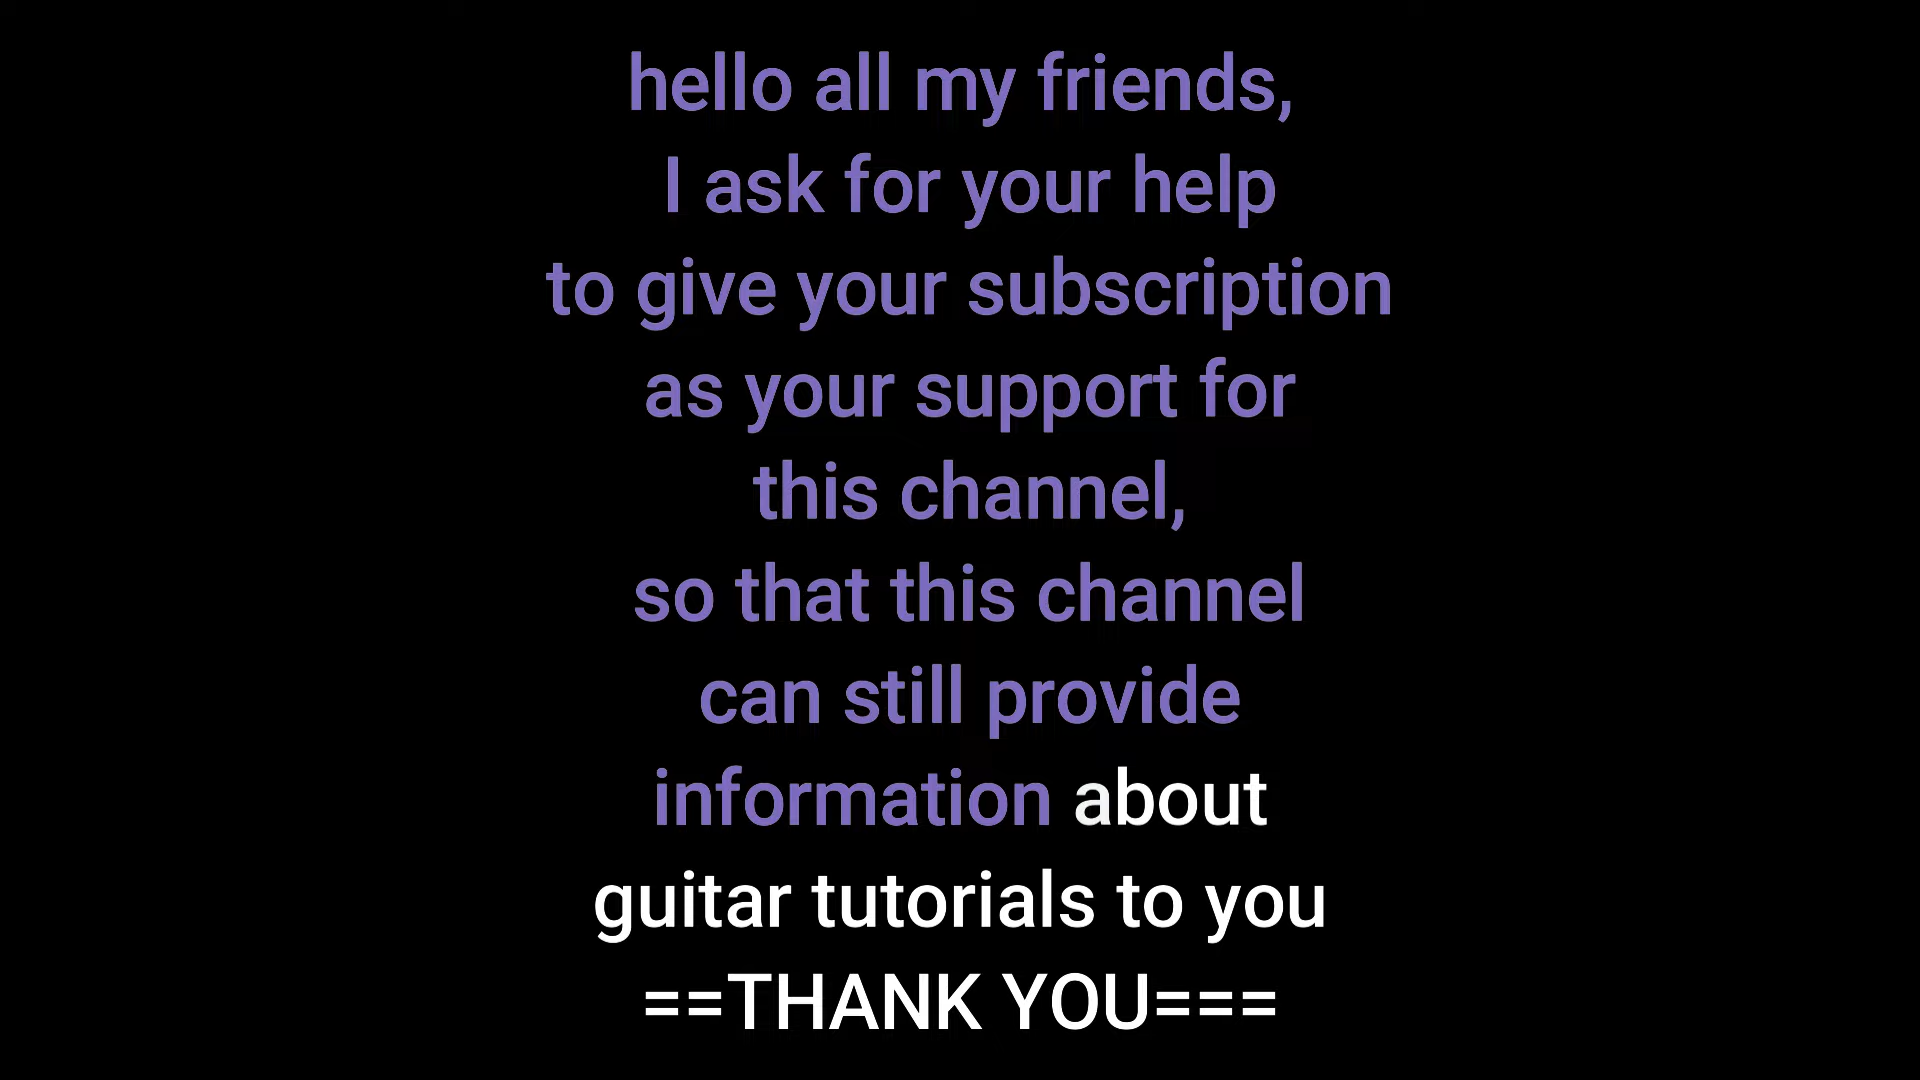 hello all my friends,
I ask for your help
to give your subscription
as your support for
this channel,
so that this channel
can still provide
information about
guitar tutorials to you
==THANK YOU===